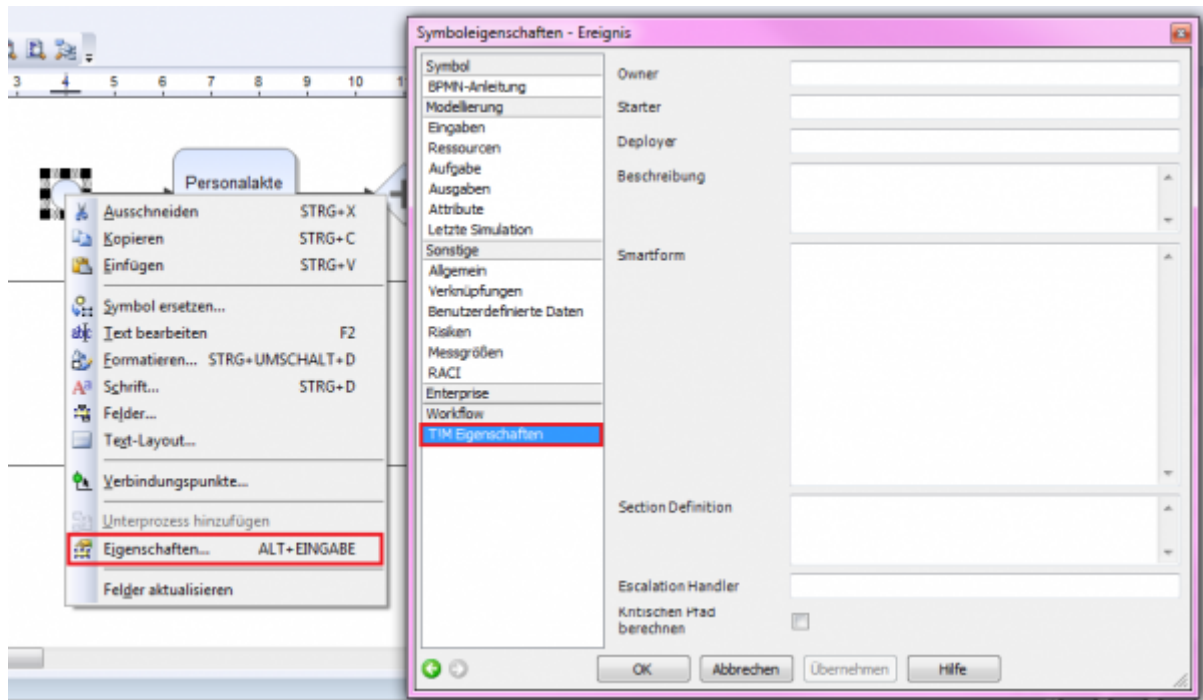 3 4 5 6 7 8 9 10
Personalakte
Ausschneiden STRG+X
Kopieren STRG+C
Einfügen STRG+V
Symbol ersetzen...
Text bearbeiten F2
Formatieren... STRG+UMSCHALT+D
Schrift... STRG+D
Felder...
Text-Layout...
Verbindungspunkte...
Unterprozess hinzufügen
Eigenschaften... ALT+EINGABE
Felder aktualisieren
Symboleigenschaften - Ereignis
Symbol
BPMN-Anleitung
Modellierung
Eingaben
Ressourcen
Aufgabe
Ausgaben
Attribute
Letzte Simulation
Sonstige
Allgemein
Verknüpfungen
Benutzerdefinierte Daten
Risiken
Messgrößen
RACI
Enterprise
Workflow
T!M Eigenschaften
Owner
Starter
Deployer
Beschreibung
Smartform
Section Definition
Escalation Handler
Kritischen Pfad
berechnen
OK Abbrechen Übernehmen Hilfe